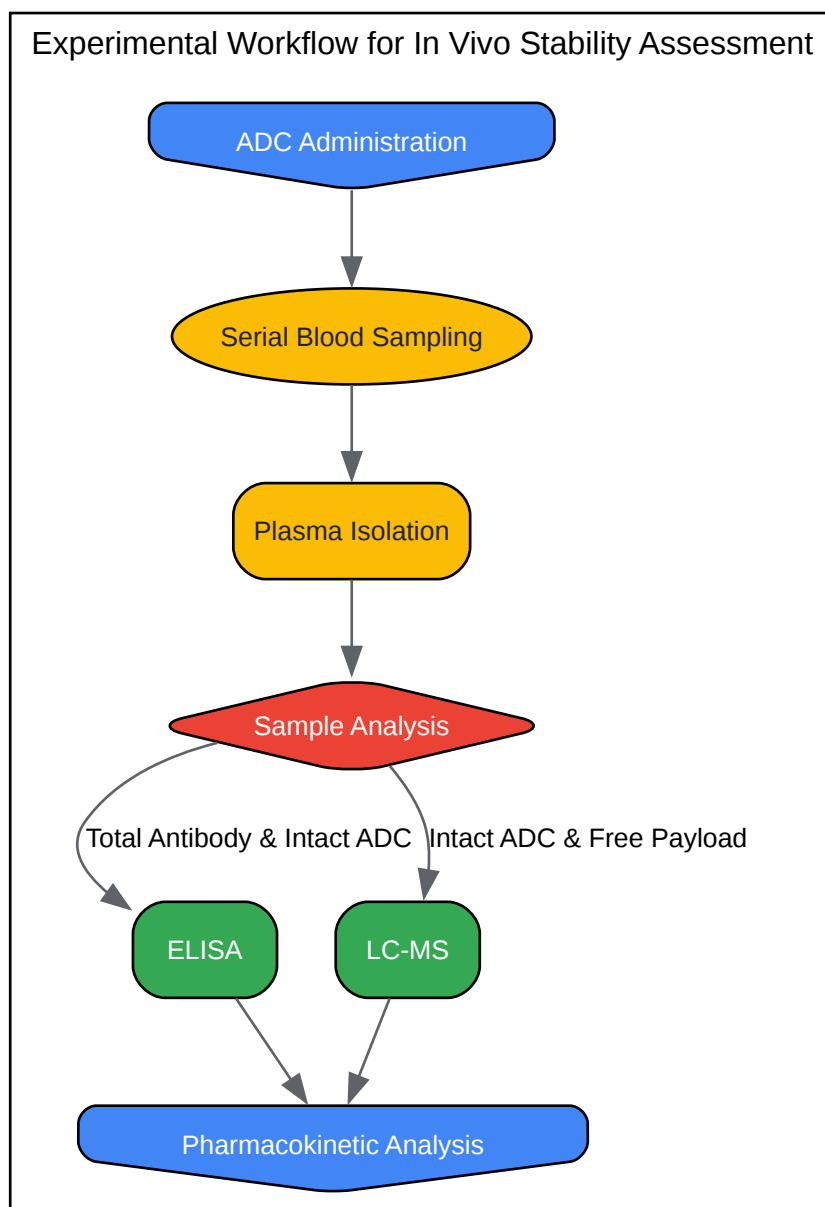 Experimental Workflow for In Vivo Stability Assessment
ADC Administration
Serial Blood Sampling
Plasma Isolation
Sample Analysis
Total Antibody & Intact ADC
Intact ADC & Free Payload
ELISA
LC-MS
Pharmacokinetic Analysis